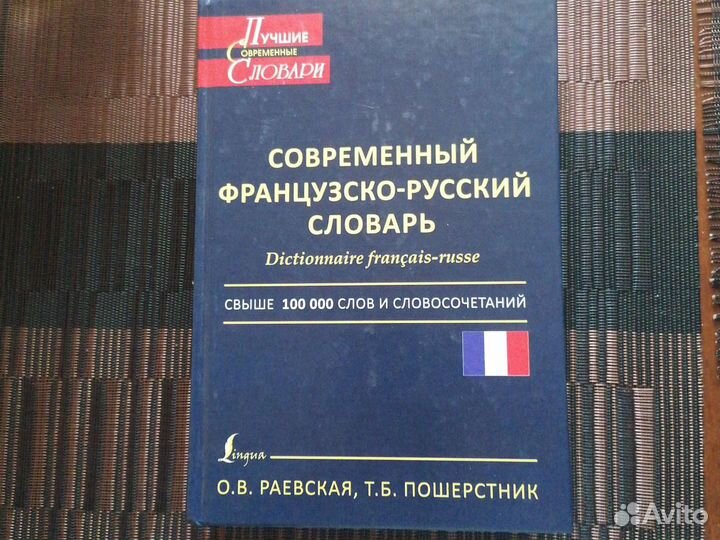 Лучшие
Современные
Словари
СОВРЕМЕННЫЙ
ФРАНЦУЗСКО-РУССКИЙ
СЛОВАРЬ
Dictionnaire français-russe
СВЫШЕ 100 000 СЛОВ И СЛОВОСОЧЕТАНИЙ
Lingua
О.В. РАЕВСКАЯ, Т.Б. ПОШЕРСТНИК
Avito